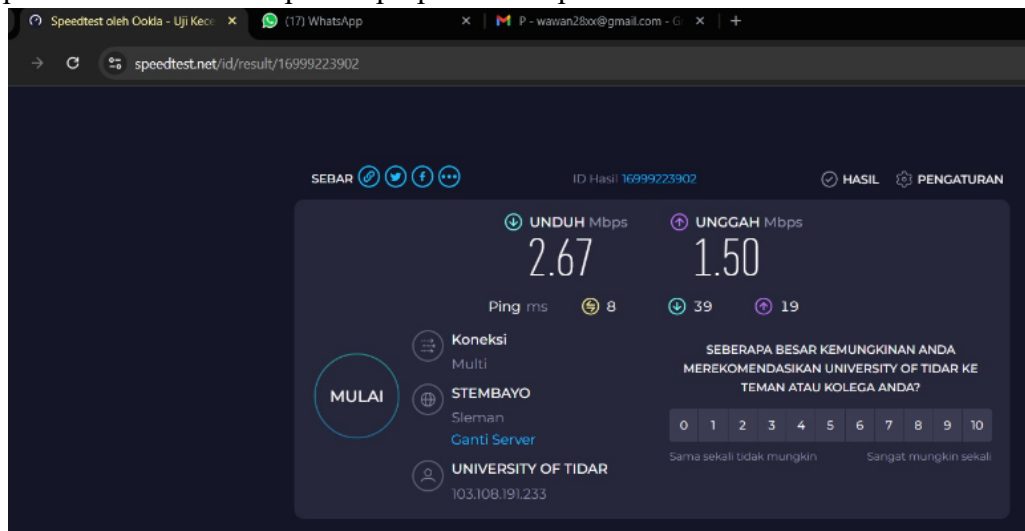 Speedtest oleh Ookla - Uji Kece
(17) WhatsApp
P - wawan28xx@gmail.com - G
speedtest.net/id/result/16999223902
SEBAR
ID Hasil 16999223902
HASIL
PENGATURAN
UNDUH Mbps
UNGGAH Mbps
2.67
1.50
Ping ms 8 39 19
Koneksi
Multi
STEMBAYO
Sleman
Ganti Server
UNIVERSITY OF TIDAR
103.108.191.233
MULAI
SEBERAPA BESAR KEMUNGKINAN ANDA
MEREKOMENDASIKAN UNIVERSITY OF TIDAR KE
TEMAN ATAU KOLEGA ANDA?
0 1 2 3 4 5 6 7 8 9 10
Sama sekali tidak mungkin
Sangat mungkin sekali